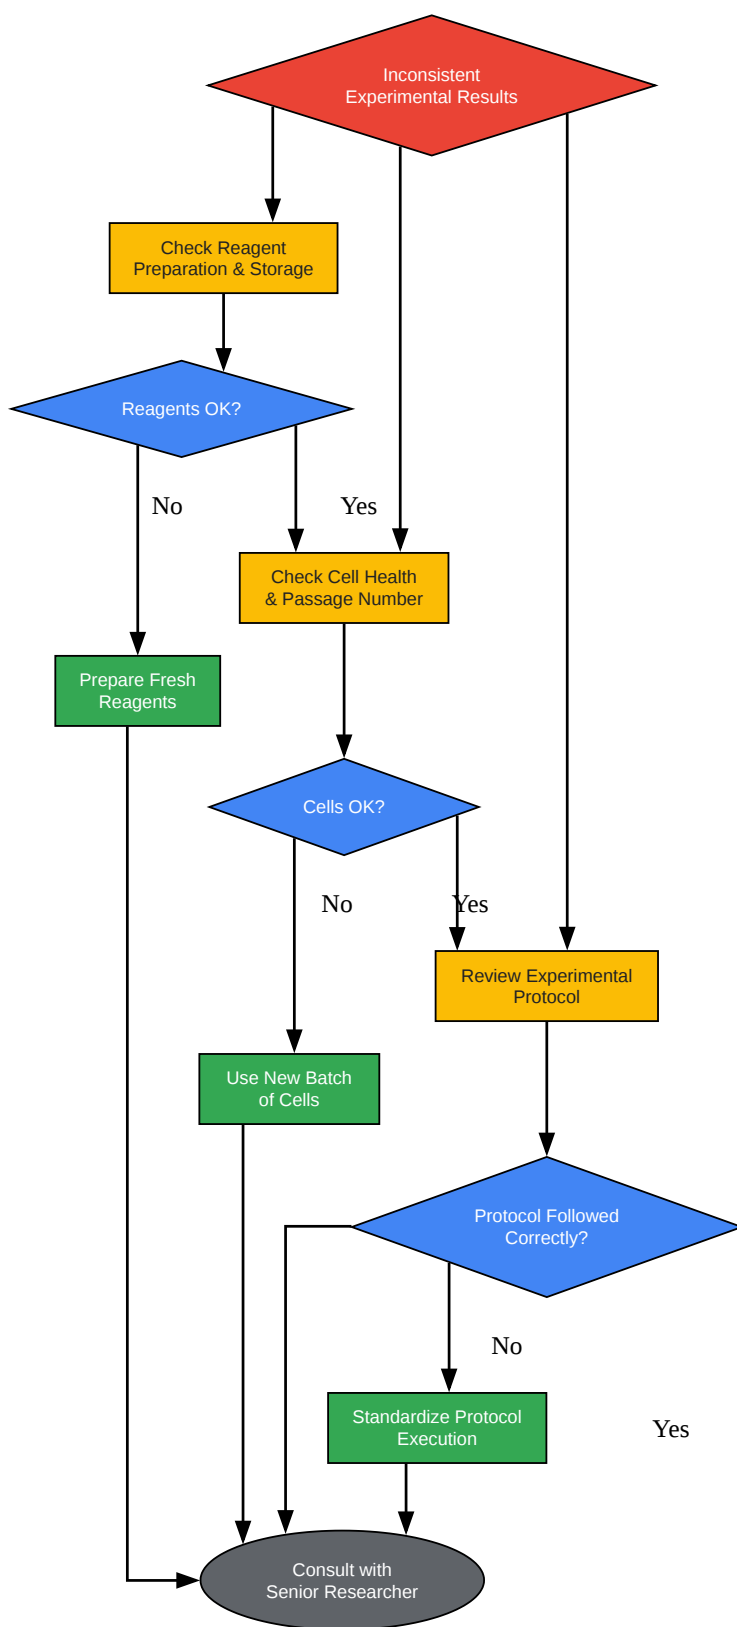 Inconsistent
Experimental Results
Check Reagent
Preparation & Storage
Reagents OK?
No
Yes
Check Cell Health
& Passage Number
Prepare Fresh
Reagents
Cells OK?
No
Yes
Review Experimental
Protocol
Use New Batch
of Cells
Protocol Followed
Correctly?
No
Standardize Protocol
Execution
Yes
Consult with
Senior Researcher